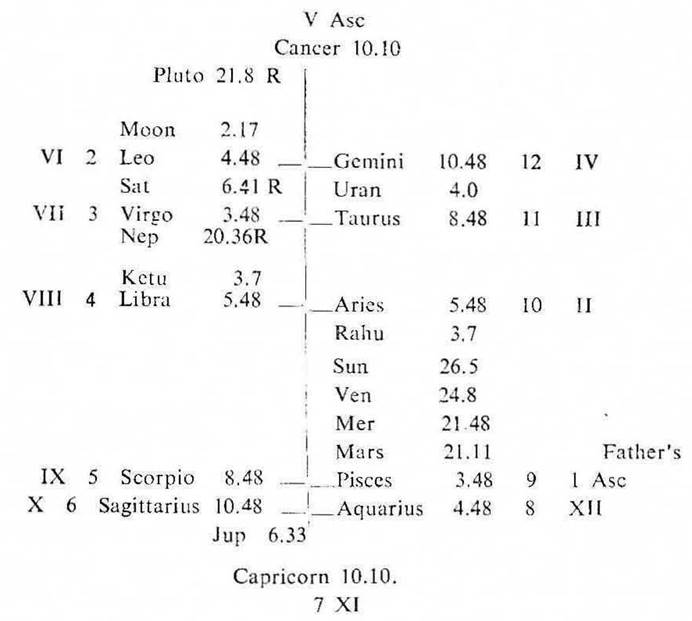 V Asc
Cancer 10.10
Pluto 21.8 R
Moon 2.17
VI 2 Leo 4.48 Gemini 10.48 12 IV
Sat 6.41 R Uran 4.0
VII 3 Virgo 3.48 Taurus 8.48 11 III
Nep 20.36R
Ketu 3.7
VIII 4 Libra 5.48 Aries 5.48 10 II
Rahu 3.7
Sun 26.5
Ven 24.8
Mer 21.48
Mars 21.11 Father's
IX 5 Scorpio 8.48 Pisces 3.48 9 1 Asc
X 6 Sagittarius 10.48 Aquarius 4.48 8 XII
Jup 6.33
Capricorn 10.10.
7 XI